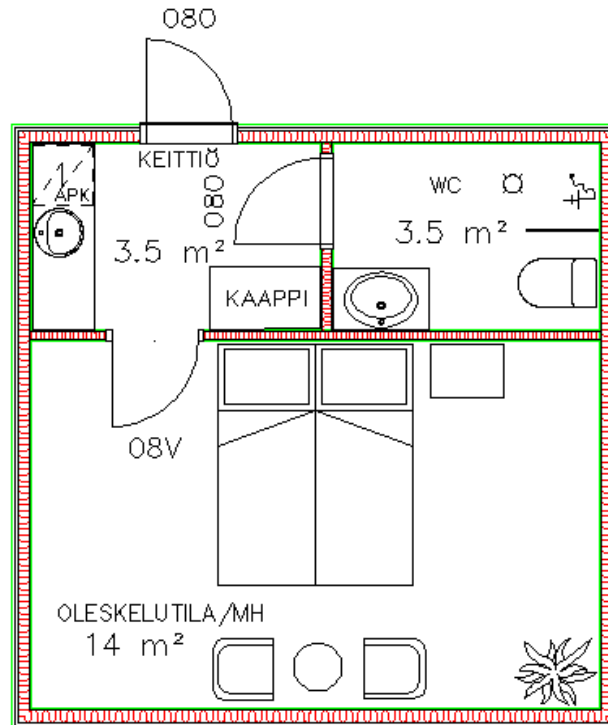 080
KEITTIÖ
080
WC
APK
3.5 m²
3.5 m²
KAAPPI
08V
OLESKELUTILA/MH
14 m²